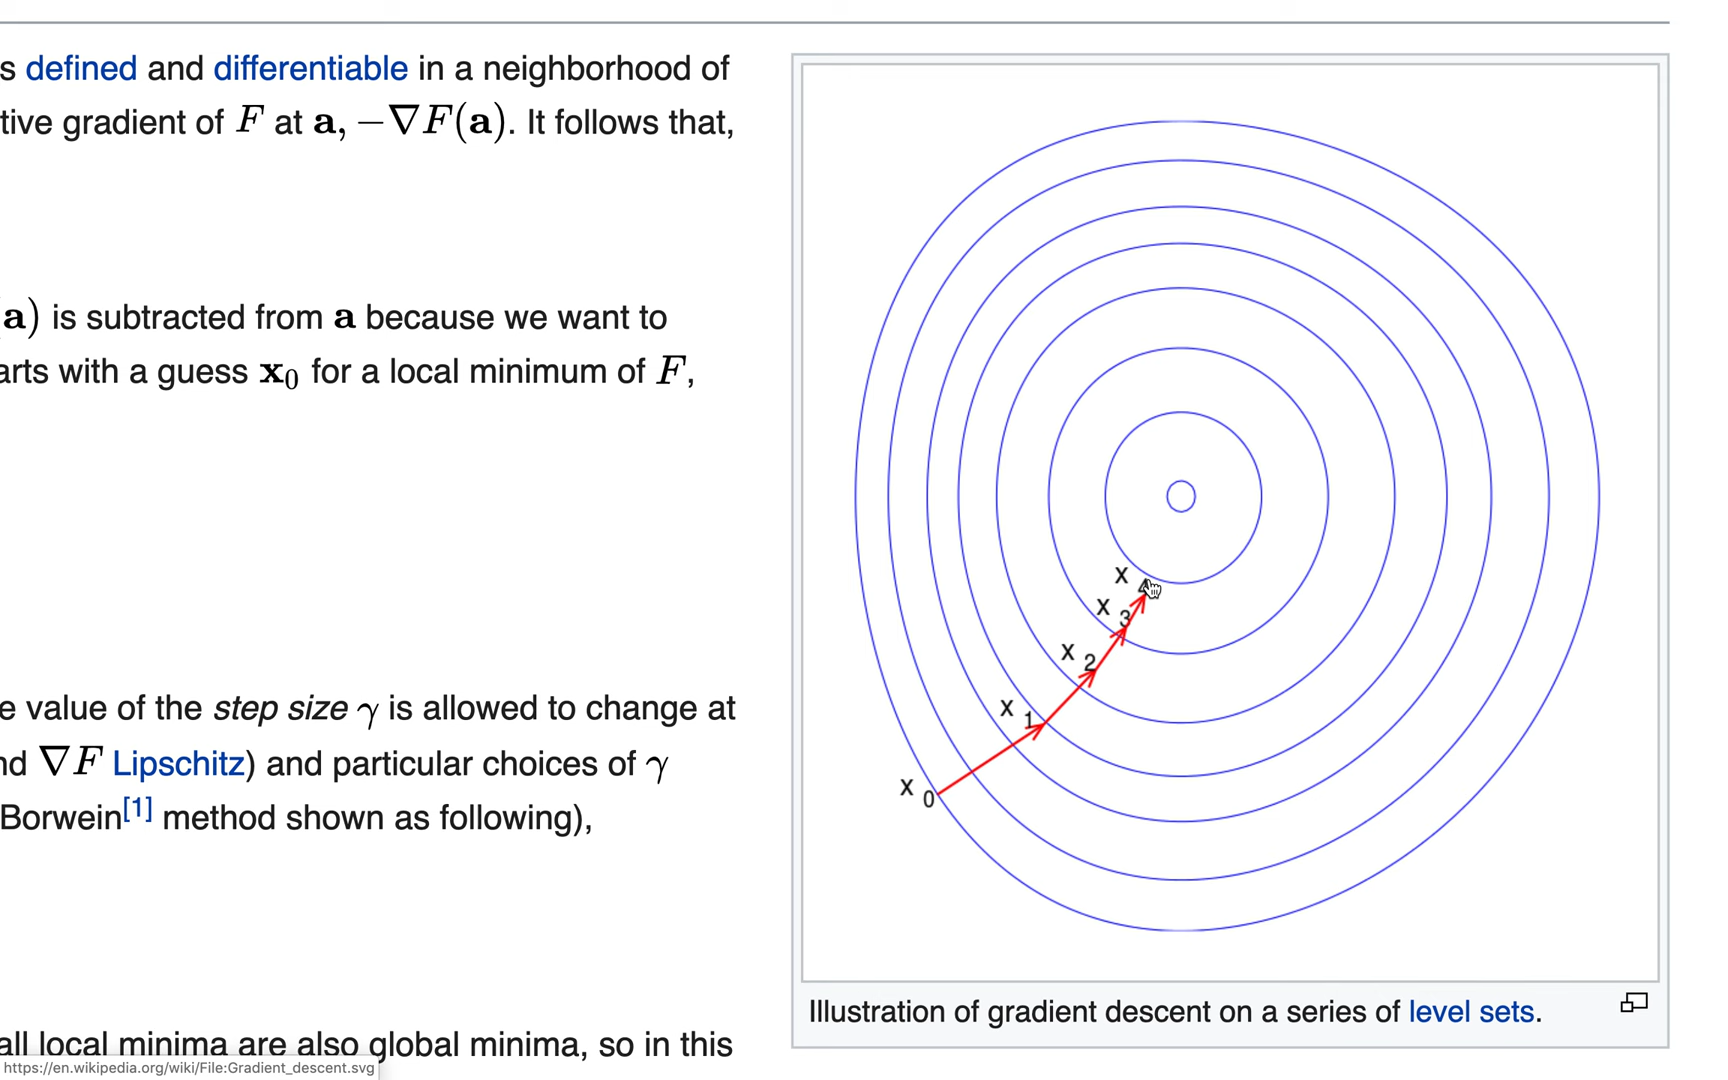 s defined and differentiable in a neighborhood of
tive gradient of F at a, −∇F(a). It follows that,
a) is subtracted from a because we want to
arts with a guess x₀ for a local minimum of F,
e value of the step size γ is allowed to change at
nd ∇F Lipschitz) and particular choices of γ
Borwein[1] method shown as following),
all local minima are also global minima, so in this
https://en.wikipedia.org/wiki/File:Gradient_descent.svg
x 4
x 3
x 2
x 1
x 0
Illustration of gradient descent on a series of level sets.